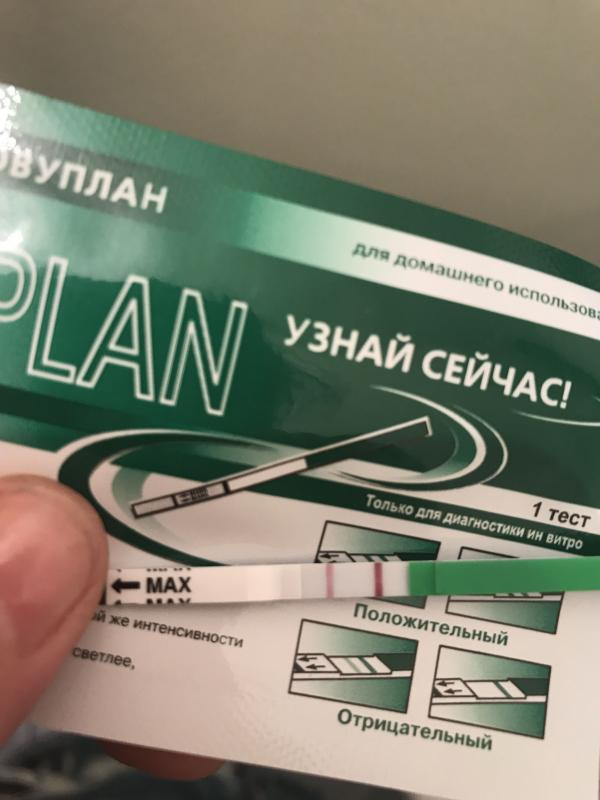 ОВУПЛАН
для домашнего использова
PLAN
УЗНАЙ СЕЙЧАС!
1 тест
Только для диагностики ин витро
MAX
Положительный
ой же интенсивности
светлее,
Отрицательный